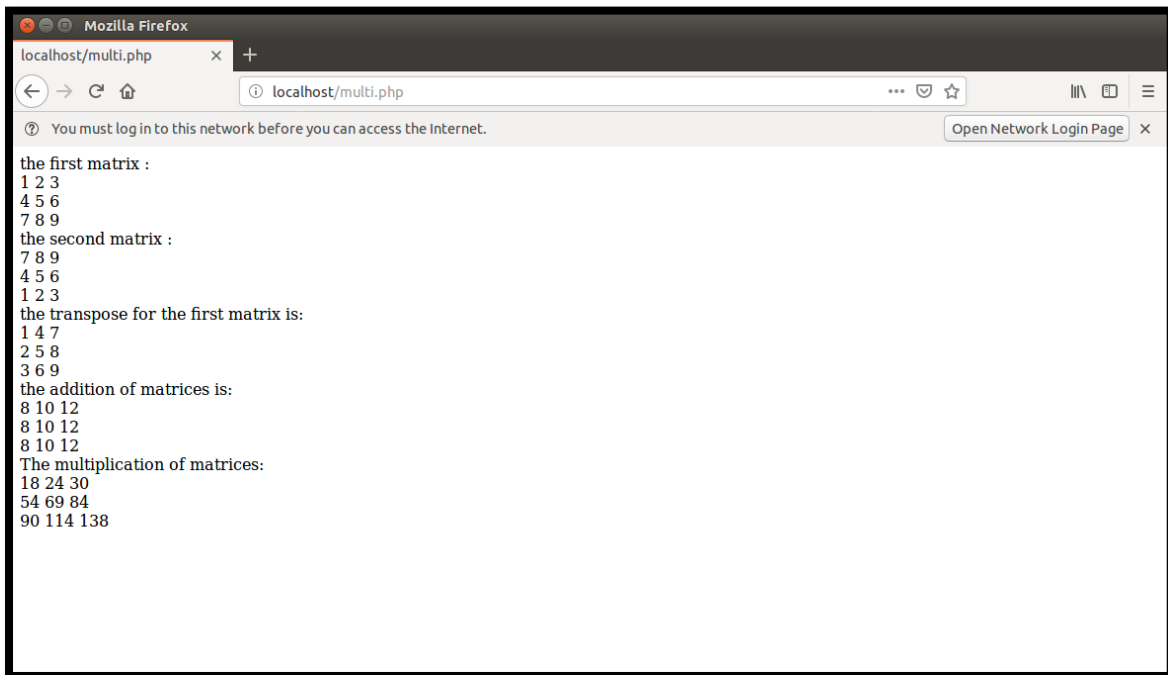 Mozilla Firefox
localhost/multi.php
localhost/multi.php
You must log in to this network before you can access the Internet.
Open Network Login Page
the first matrix :
1 2 3
4 5 6
7 8 9
the second matrix :
7 8 9
4 5 6
1 2 3
the transpose for the first matrix is:
1 4 7
2 5 8
3 6 9
the addition of matrices is:
8 10 12
8 10 12
8 10 12
The multiplication of matrices:
18 24 30
54 69 84
90 114 138